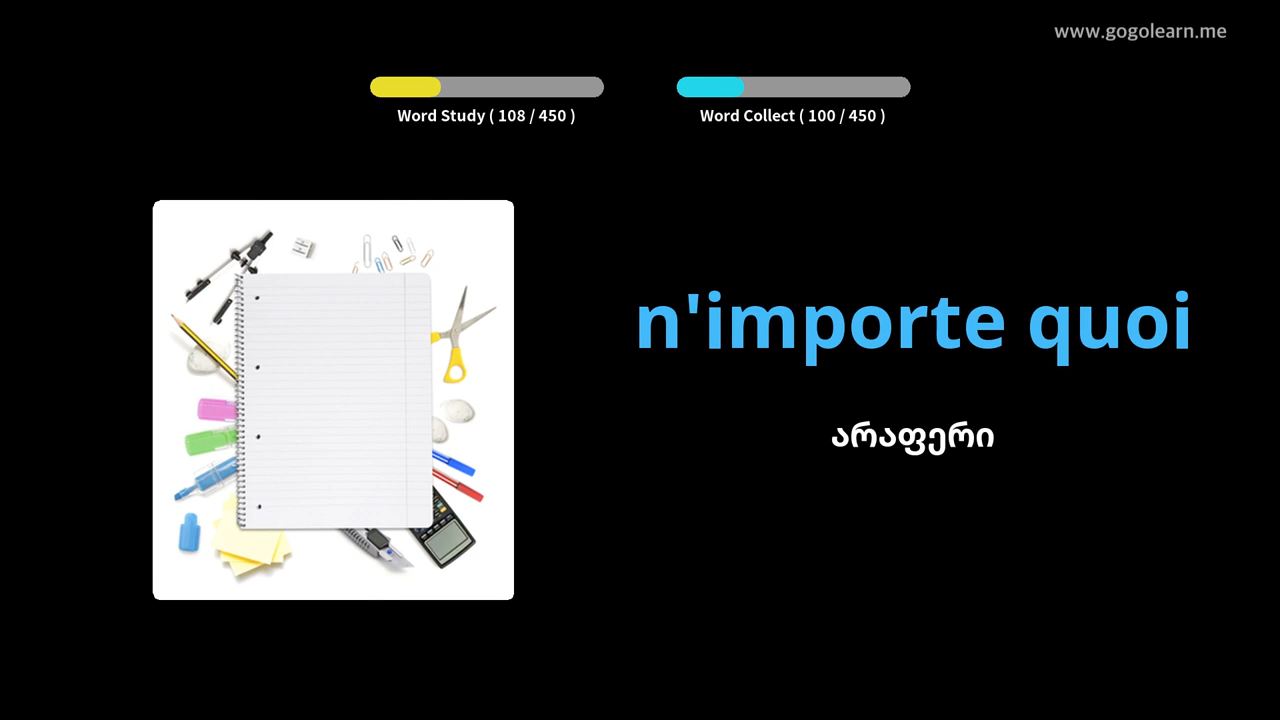 www.gogolearn.me
Word Study ( 108 / 450 )
Word Collect ( 100 / 450 )
n'importe quoi
არაფერი